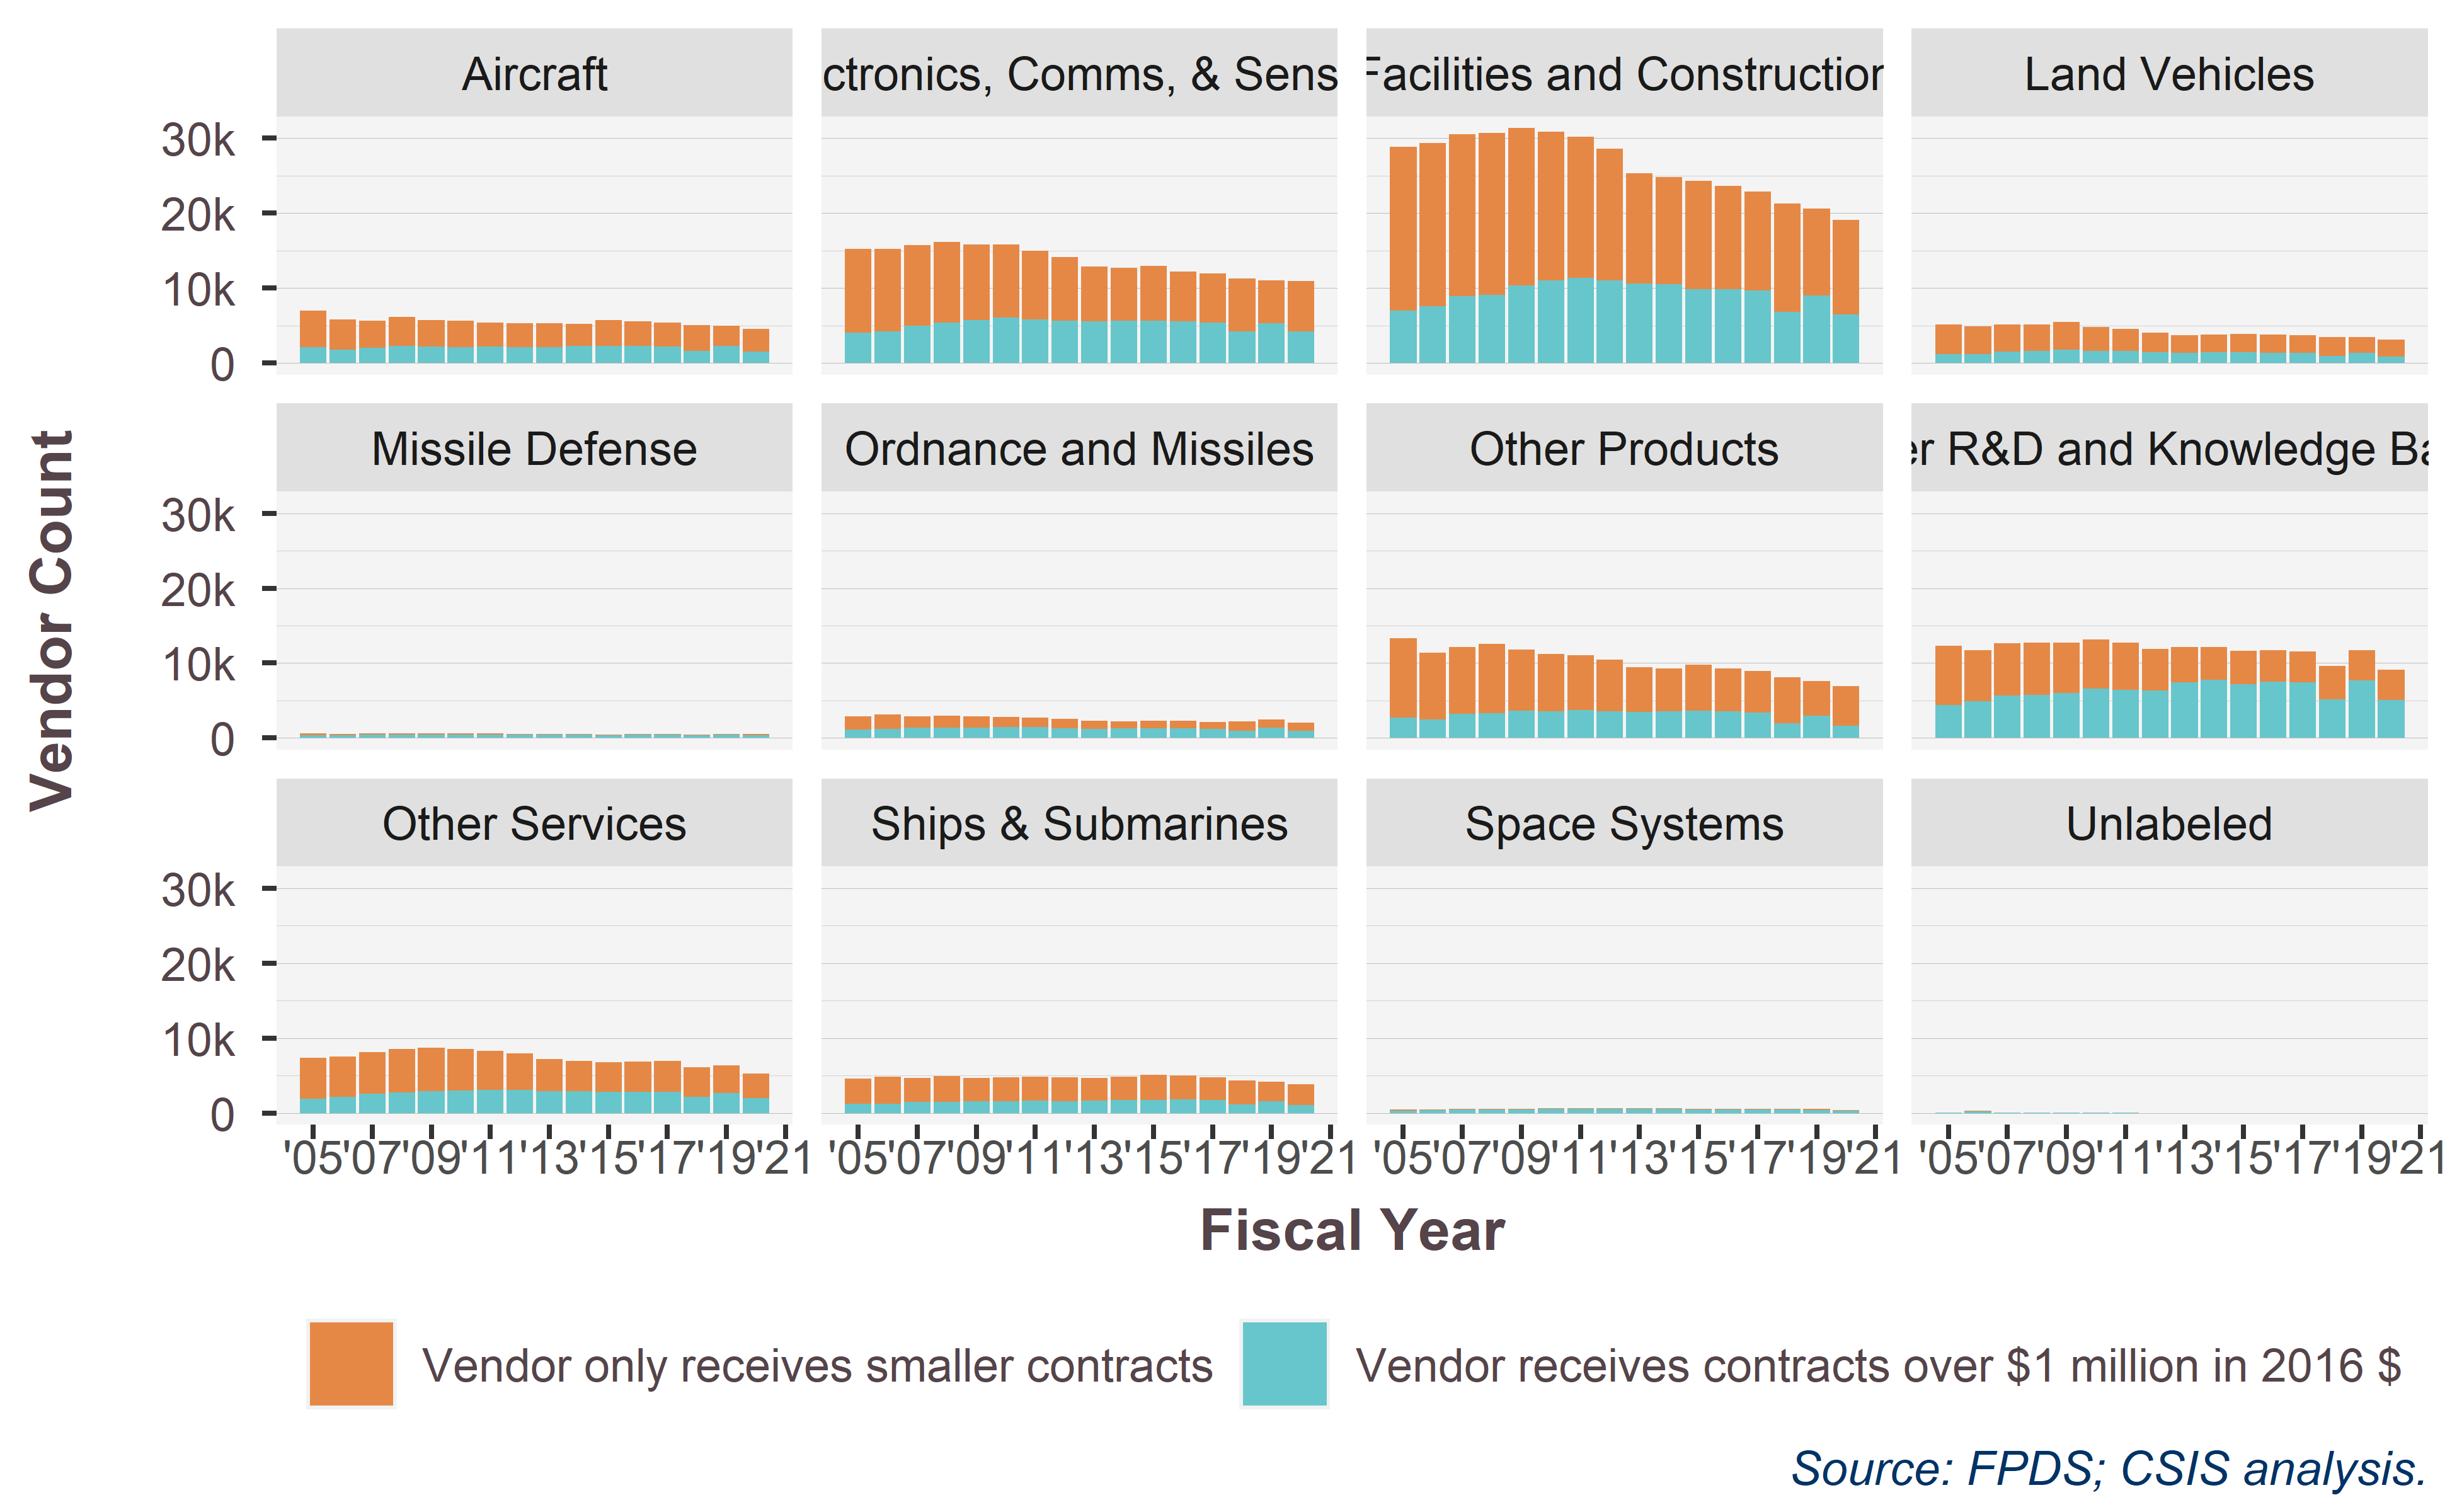 Aircraft
ctronics, Comms, & Sens
Facilities and Construction
Land Vehicles
30k
20k
10k
0
Missile Defense
Ordnance and Missiles
Other Products
er R&D and Knowledge Ba
30k
20k
10k
0
Other Services
Ships & Submarines
Space Systems
Unlabeled
30k
20k
10k
0
'05'07'09'11'13'15'17'19'21
'05'07'09'11'13'15'17'19'21
'05'07'09'11'13'15'17'19'21
'05'07'09'11'13'15'17'19'21
Vendor Count
Fiscal Year
Vendor only receives smaller contracts
Vendor receives contracts over $1 million in 2016 $
Source: FPDS; CSIS analysis.